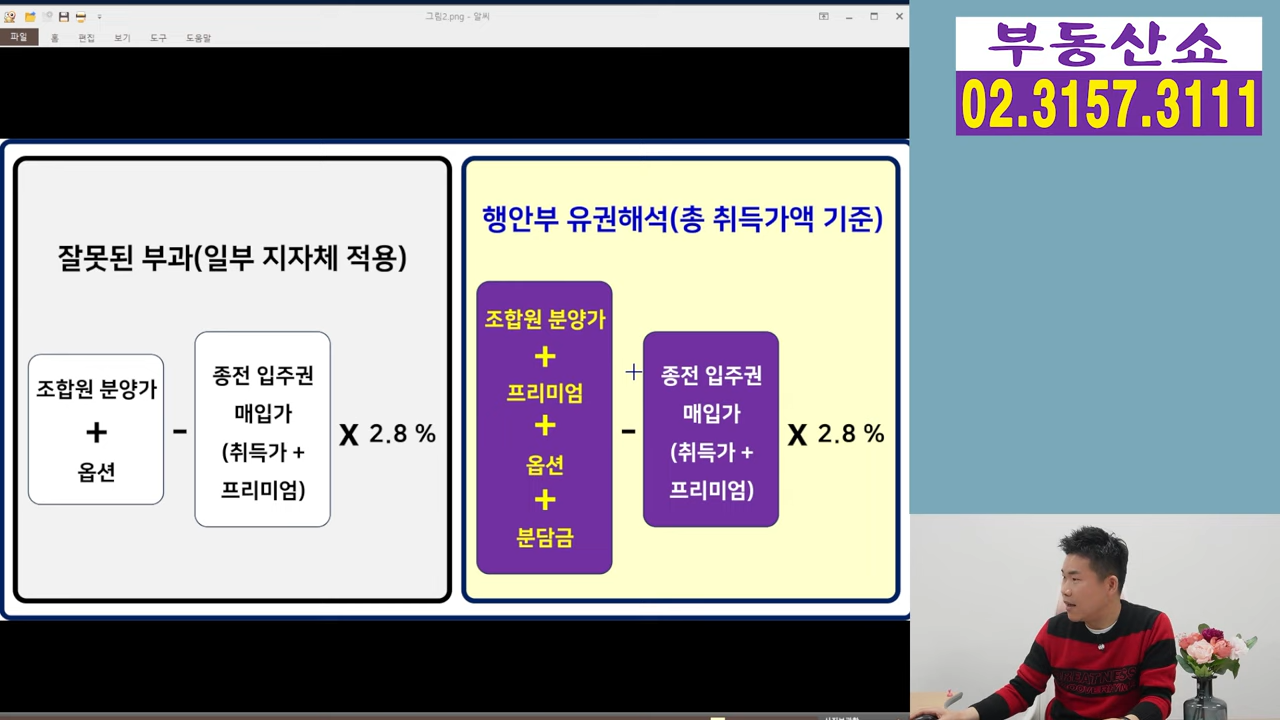 그림2.png - 알씨
파일
홈
편집
보기
도구
도움말
부동산쇼
02.3157.3111
잘못된 부과(일부 지자체 적용)
조합원 분양가
+
옵션
-
종전 입주권
매입가
(취득가 +
프리미엄)
X 2.8 %
행안부 유권해석(총 취득가액 기준)
조합원 분양가
+
프리미엄
+
옵션
+
분담금
-
종전 입주권
매입가
(취득가 +
프리미엄)
X 2.8 %